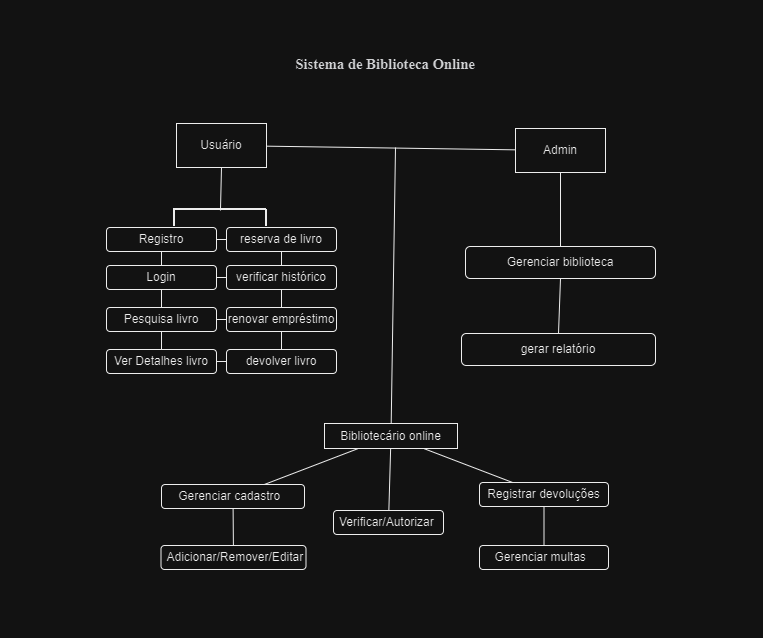 Sistema de Biblioteca Online
Usuário
Admin
Registro
reserva de livro
Login
verificar histórico
Pesquisa livro
renovar empréstimo
Ver Detalhes livro
devolver livro
Gerenciar biblioteca
gerar relatório
Bibliotecário online
Gerenciar cadastro
Verificar/Autorizar
Registrar devoluções
Adicionar/Remover/Editar
Gerenciar multas